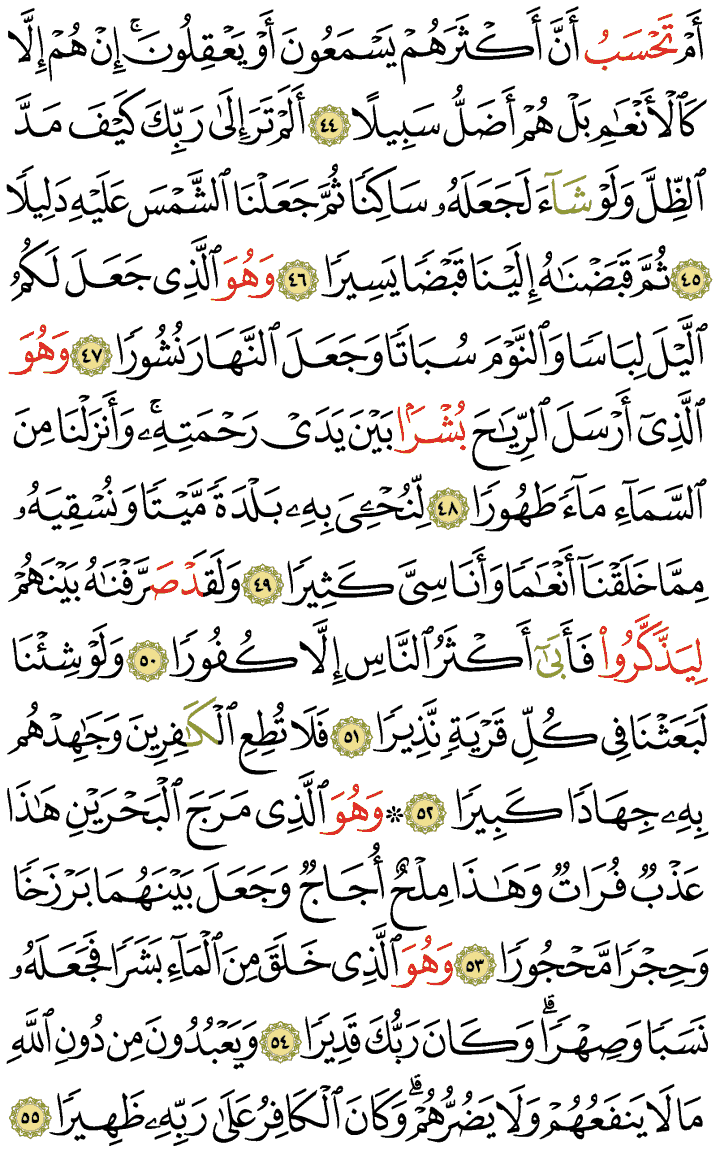 أَمْ تَحْسَبُ أَنَّ أَكْثَرَهُمْ يَسْمَعُونَ أَوْ يَعْقِلُونَۚ إِنْ هُمْ إِلَّا
كَٱلْأَنْعَٰمِ بَلْ هُمْ أَضَلُّ سَبِيلًا ٤٤ أَلَمْ تَرَ إِلَىٰ رَبِّكَ كَيْفَ مَدَّ
ٱلظِّلَّ وَلَوْ شَآءَ لَجَعَلَهُۥ سَاكِنًا ثُمَّ جَعَلْنَا ٱلشَّمْسَ عَلَيْهِ دَلِيلًا
٤٥ ثُمَّ قَبَضْنَٰهُ إِلَيْنَا قَبْضًا يَسِيرًا ٤٦ وَهْوَ ٱلَّذِى جَعَلَ لَكُمُ
ٱلَّيْلَ لِبَاسًا وَٱلنَّوْمَ سُبَاتًا وَجَعَلَ ٱلنَّهَارَ نُشُورًا ٤٧ وَهْوَ
ٱلَّذِىٓ أَرْسَلَ ٱلرِّيَٰحَ بُشْرًۢا بَيْنَ يَدَىْ رَحْمَتِهِۦۚ وَأَنزَلْنَا مِنَ
ٱلسَّمَآءِ مَآءً طَهُورًا ٤٨ لِّنُحْـِۧىَ بِهِۦ بَلْدَةً مَّيْتًا وَنُسْقِيَهُۥ
مِمَّا خَلَقْنَآ أَنْعَٰمًا وَأَنَاسِىَّ كَثِيرًا ٤٩ وَلَقَدْ صَرَّفْنَٰهُ بَيْنَهُمْ
لِيَذَّكَّرُوا۟ فَأَبَىٰٓ أَكْثَرُ ٱلنَّاسِ إِلَّا كُفُورًا ٥٠ وَلَوْ شِئْنَا
لَبَعَثْنَا فِى كُلِّ قَرْيَةٍ نَّذِيرًا ٥١ فَلَا تُطِعِ ٱلْكَٰفِرِينَ وَجَٰهِدْهُم
بِهِۦ جِهَادًا كَبِيرًا ٥٢ * وَهْوَ ٱلَّذِى مَرَجَ ٱلْبَحْرَيْنِ هَٰذَا
عَذْبٌ فُرَاتٌ وَهَٰذَا مِلْحٌ أُجَاجٌ وَجَعَلَ بَيْنَهُمَا بَرْزَخًا
وَحِجْرًا مَّحْجُورًا ٥٣ وَهْوَ ٱلَّذِى خَلَقَ مِنَ ٱلْمَآءِ بَشَرًا فَجَعَلَهُۥ
نَسَبًا وَصِهْرًاۗ وَكَانَ رَبُّكَ قَدِيرًا ٥٤ وَيَعْبُدُونَ مِن دُونِ ٱللَّهِ
مَا لَا يَنفَعُهُمْ وَلَا يَضُرُّهُمْۗ وَكَانَ ٱلْكَافِرُ عَلَىٰ رَبِّهِۦ ظَهِيرًا ٥٥